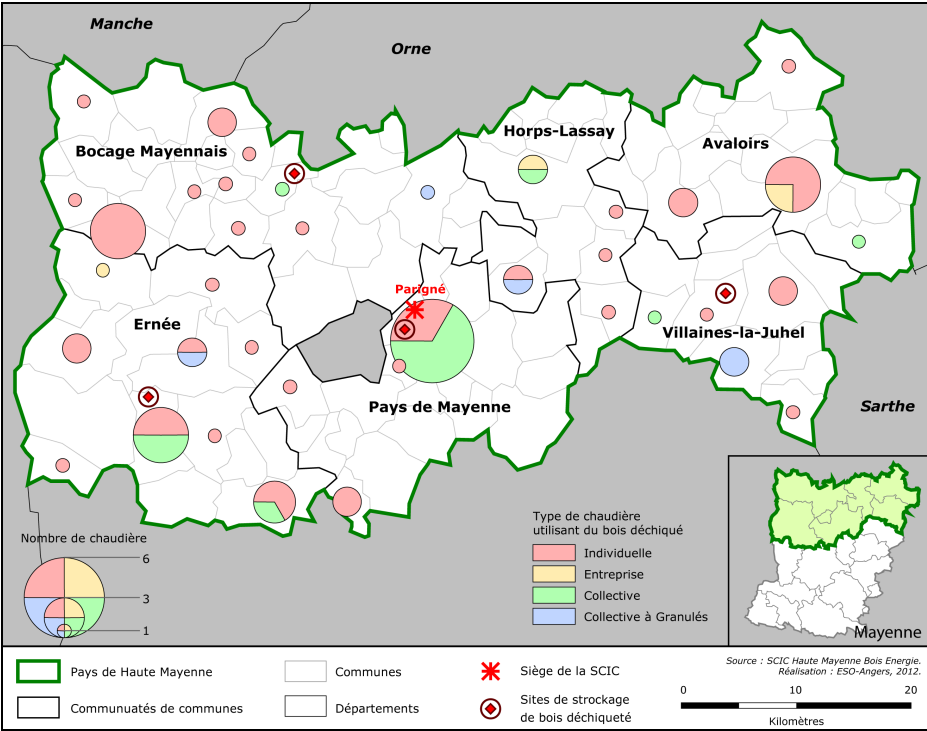 Manche
Orne
Horps-Lassay
Avaloirs
Bocage Mayennais
Parigné
Ernée
Villaines-la-Juhel
Pays de Mayenne
Sarthe
Type de chaudière
utilisant du bois déchiqué
Individuelle
Entreprise
Collective
Collective à Granulés
Nombre de chaudière
6
3
1
Mayenne
Pays de Haute Mayenne
Communuatés de communes
Communes
Départements
Siège de la SCIC
Sites de strockage
de bois déchiqueté
Source : SCIC Haute Mayenne Bois Energie.
Réalisation : ESO-Angers, 2012.
0 10 20
Kilomètres